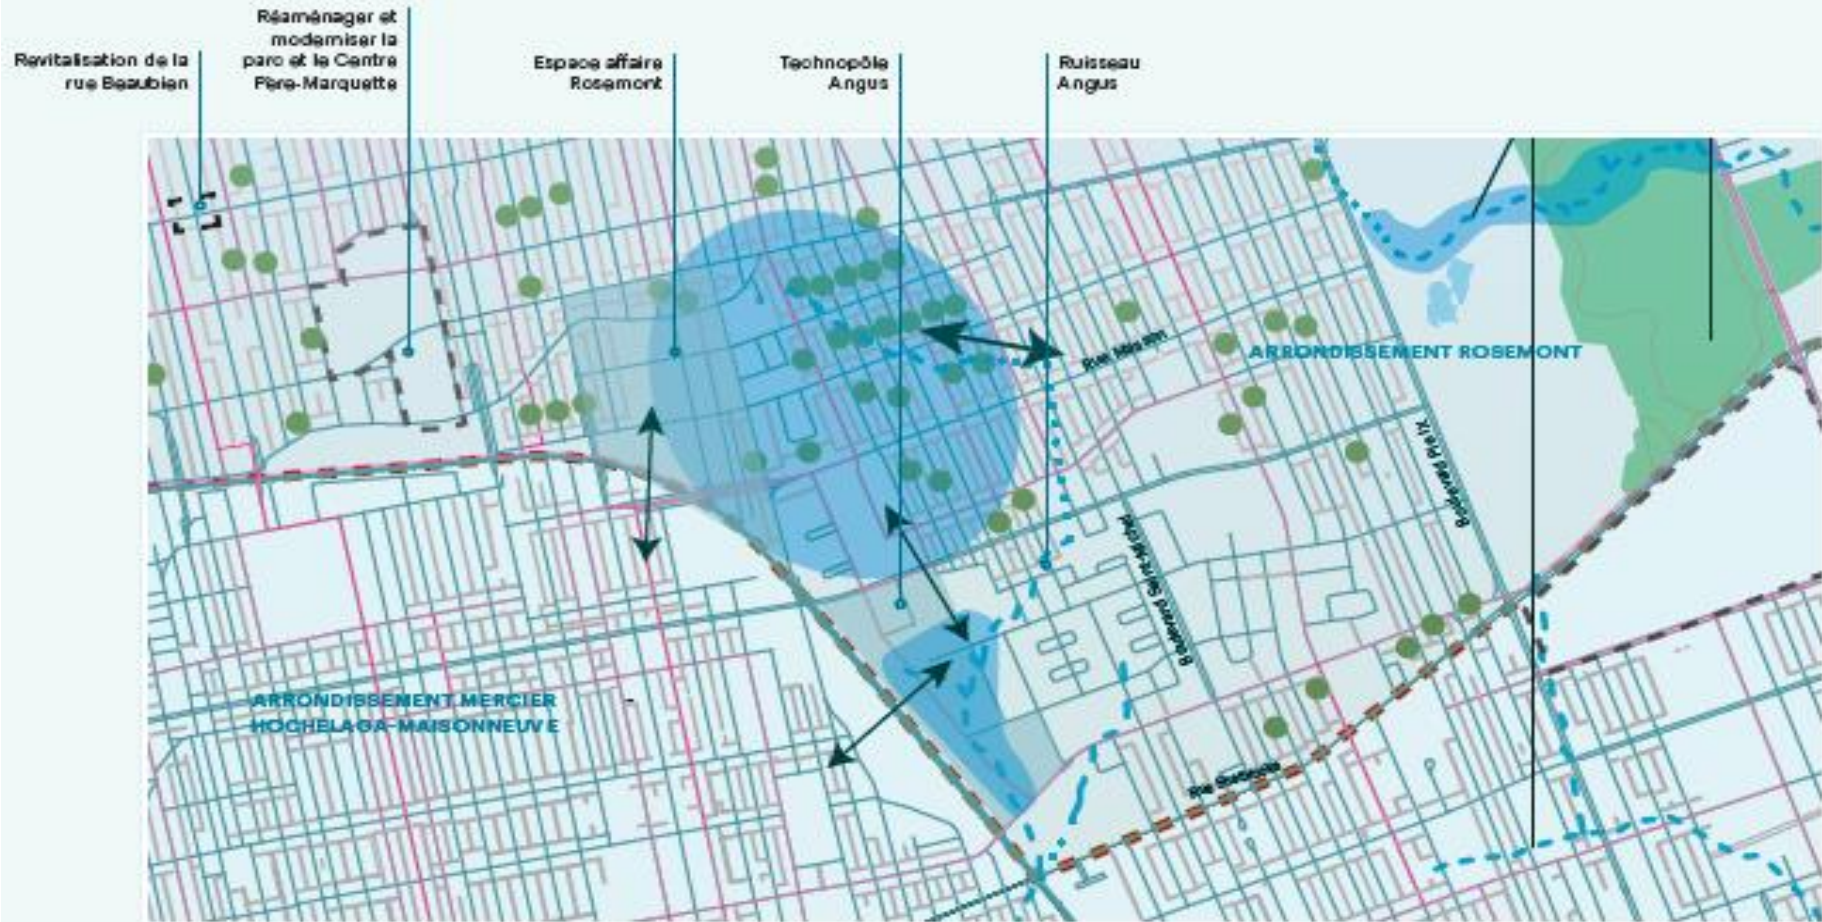 Revitalisation de la
rue Beaubien
Réaménager et
moderniser la
parc et le Centre
Père-Marquette
Espace affaire
Rosemont
Technopôle
Angus
Ruisseau
Angus
Rue Masson
ARRONDISSEMENT ROSEMONT
Boulevard Pie IX
Boulevard Saint-Michel
ARRONDISSEMENT MERCIER
HOCHELAGA-MAISONNEUVE
Rue Sherbrooke